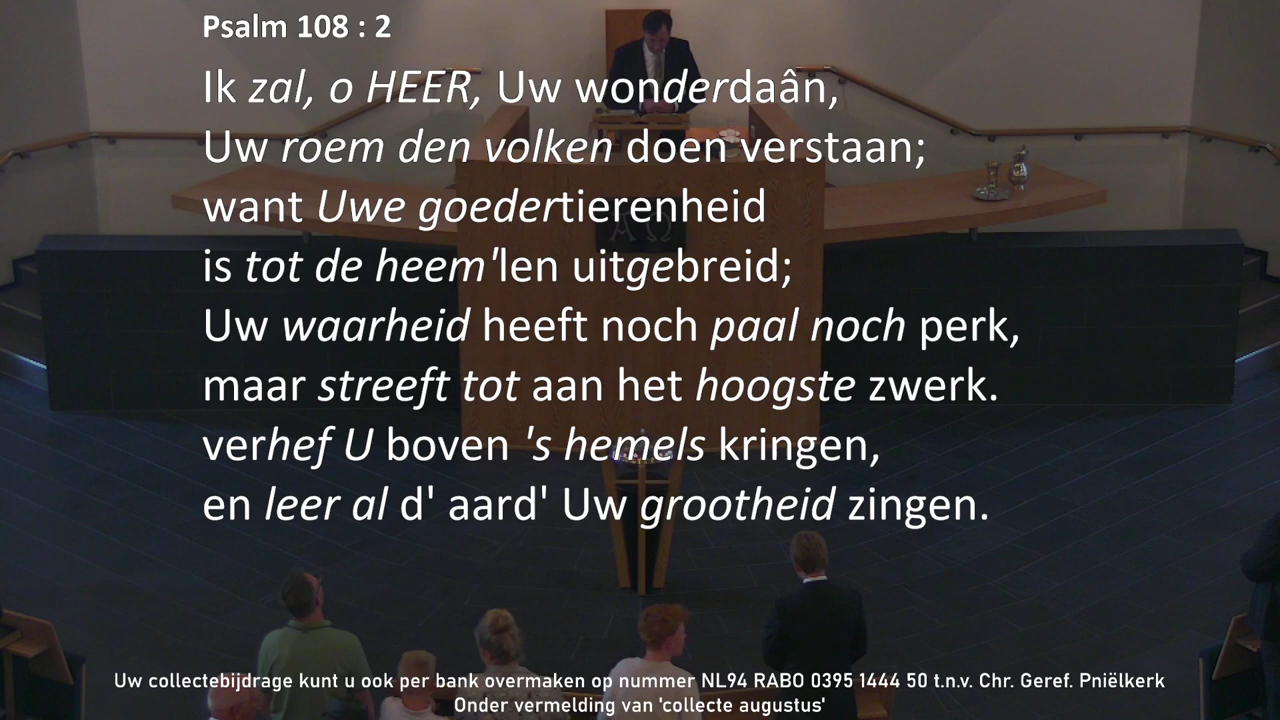 Psalm 108 : 2
Ik zal, o HEER, Uw wonderdaân,
Uw roem den volken doen verstaan;
want Uwe goedertierenheid
is tot de heem'len uitgebreid;
Uw waarheid heeft noch paal noch perk,
maar streeft tot aan het hoogste zwerk.
verhef U boven 's hemels kringen,
en leer al d' aard' Uw grootheid zingen.
ΑΩ
Uw collectebijdrage kunt u ook per bank overmaken op nummer NL94 RABO 0395 1444 50 t.n.v. Chr. Geref. Pniëlkerk
Onder vermelding van 'collecte augustus'